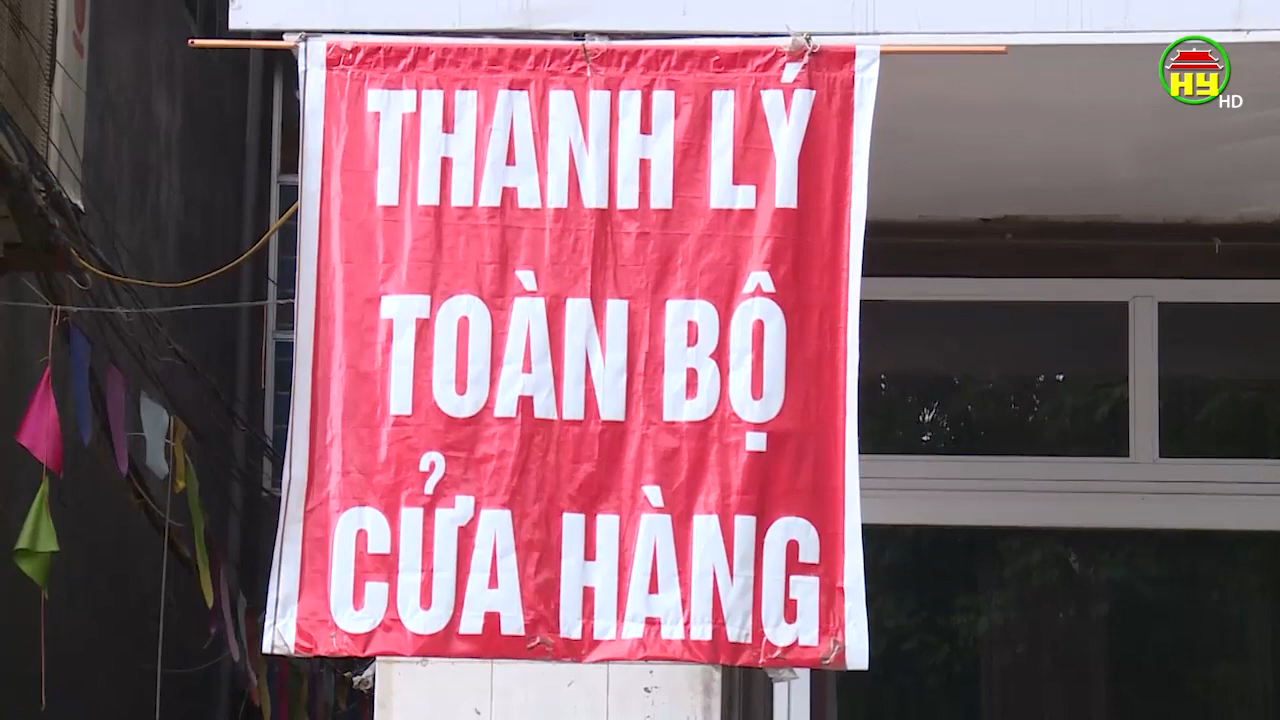 THANH LÝ
TOÀN BỘ
CỬA HÀNG
HY
HD